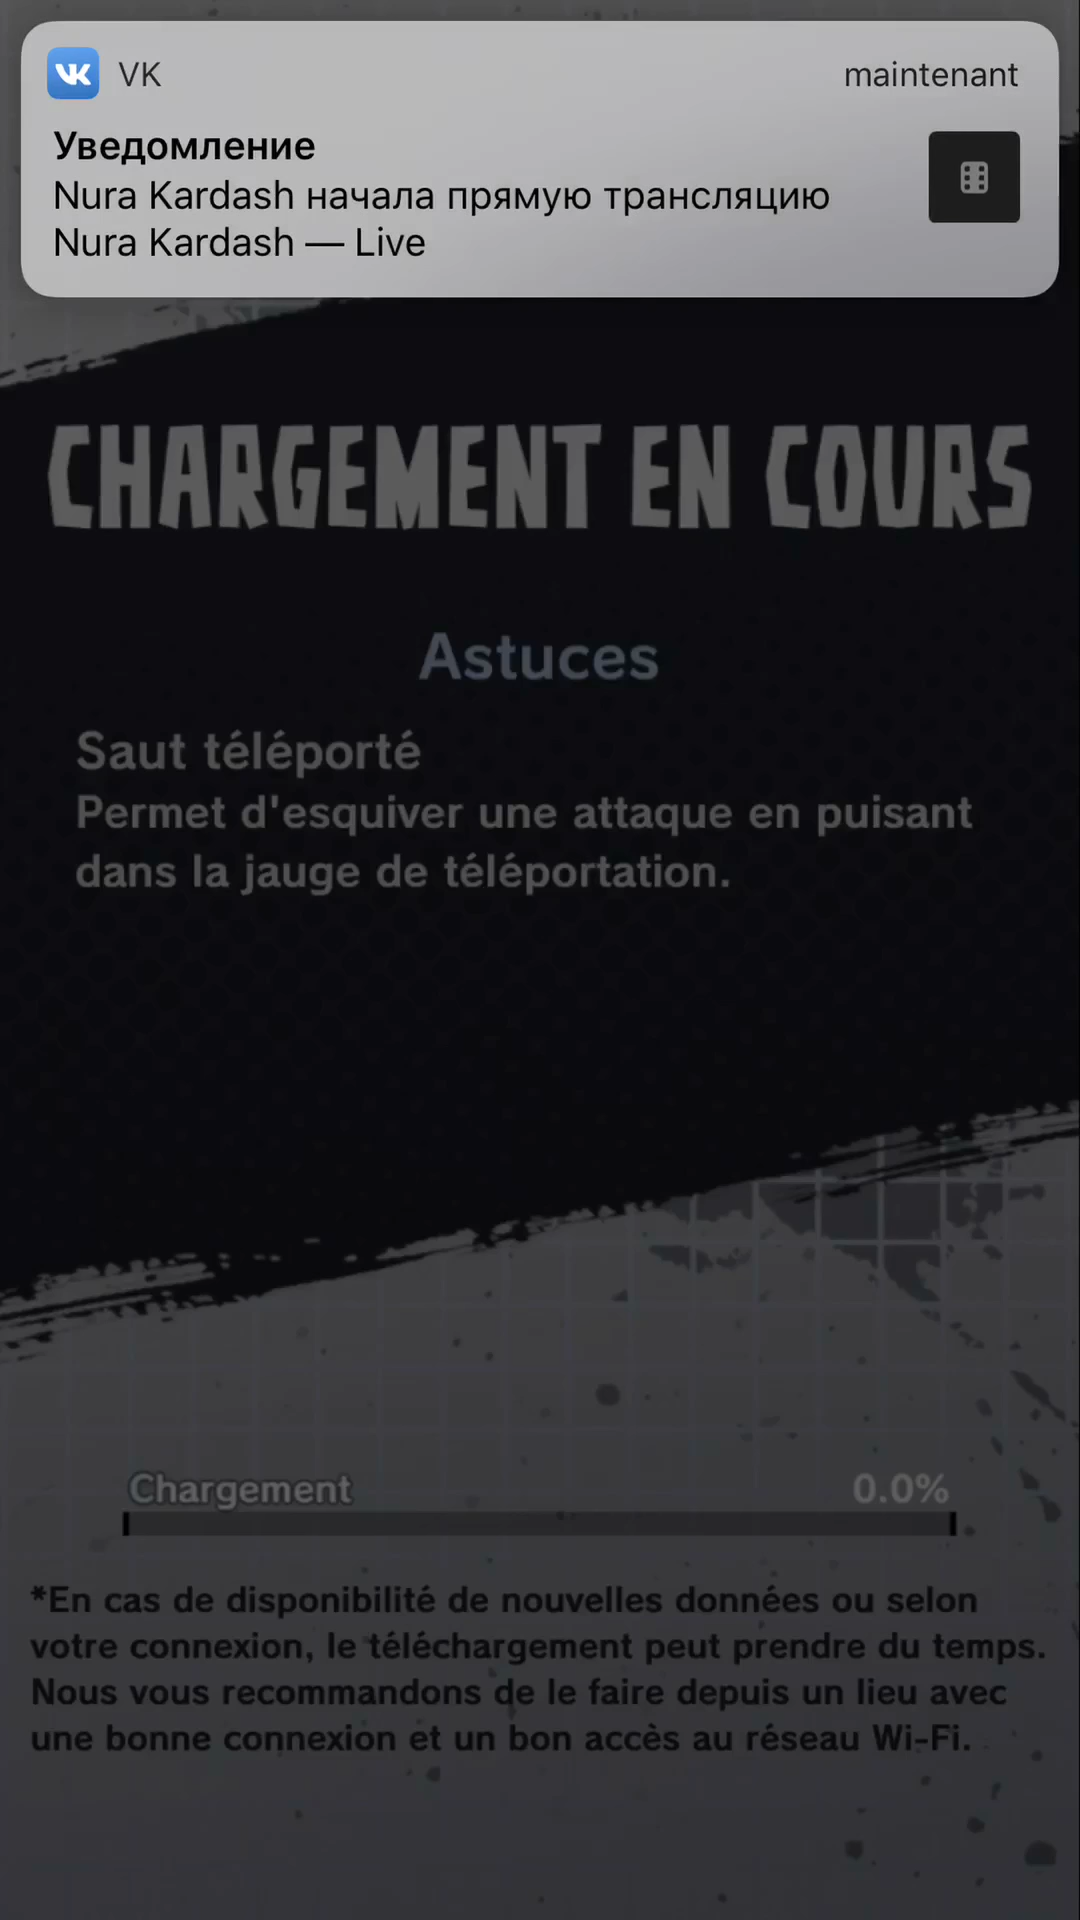 VK
maintenant
Уведомление
Nura Kardash начала прямую трансляцию
Nura Kardash — Live
CHARGEMENT EN COURS
Astuces
Saut téléporté
Permet d'esquiver une attaque en puisant
dans la jauge de téléportation.
Chargement 0.0%
*En cas de disponibilité de nouvelles données ou selon
votre connexion, le téléchargement peut prendre du temps.
Nous vous recommandons de le faire depuis un lieu avec
une bonne connexion et un bon accès au réseau Wi-Fi.